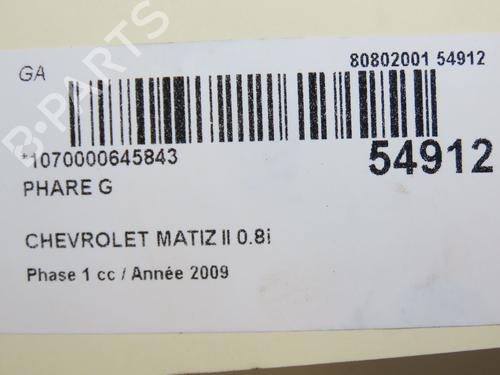 GA
80802001 54912
*1070000645843
54912
PHARE G
CHEVROLET MATIZ II 0.8i
Phase 1 cc / Année 2009
B-PARTS